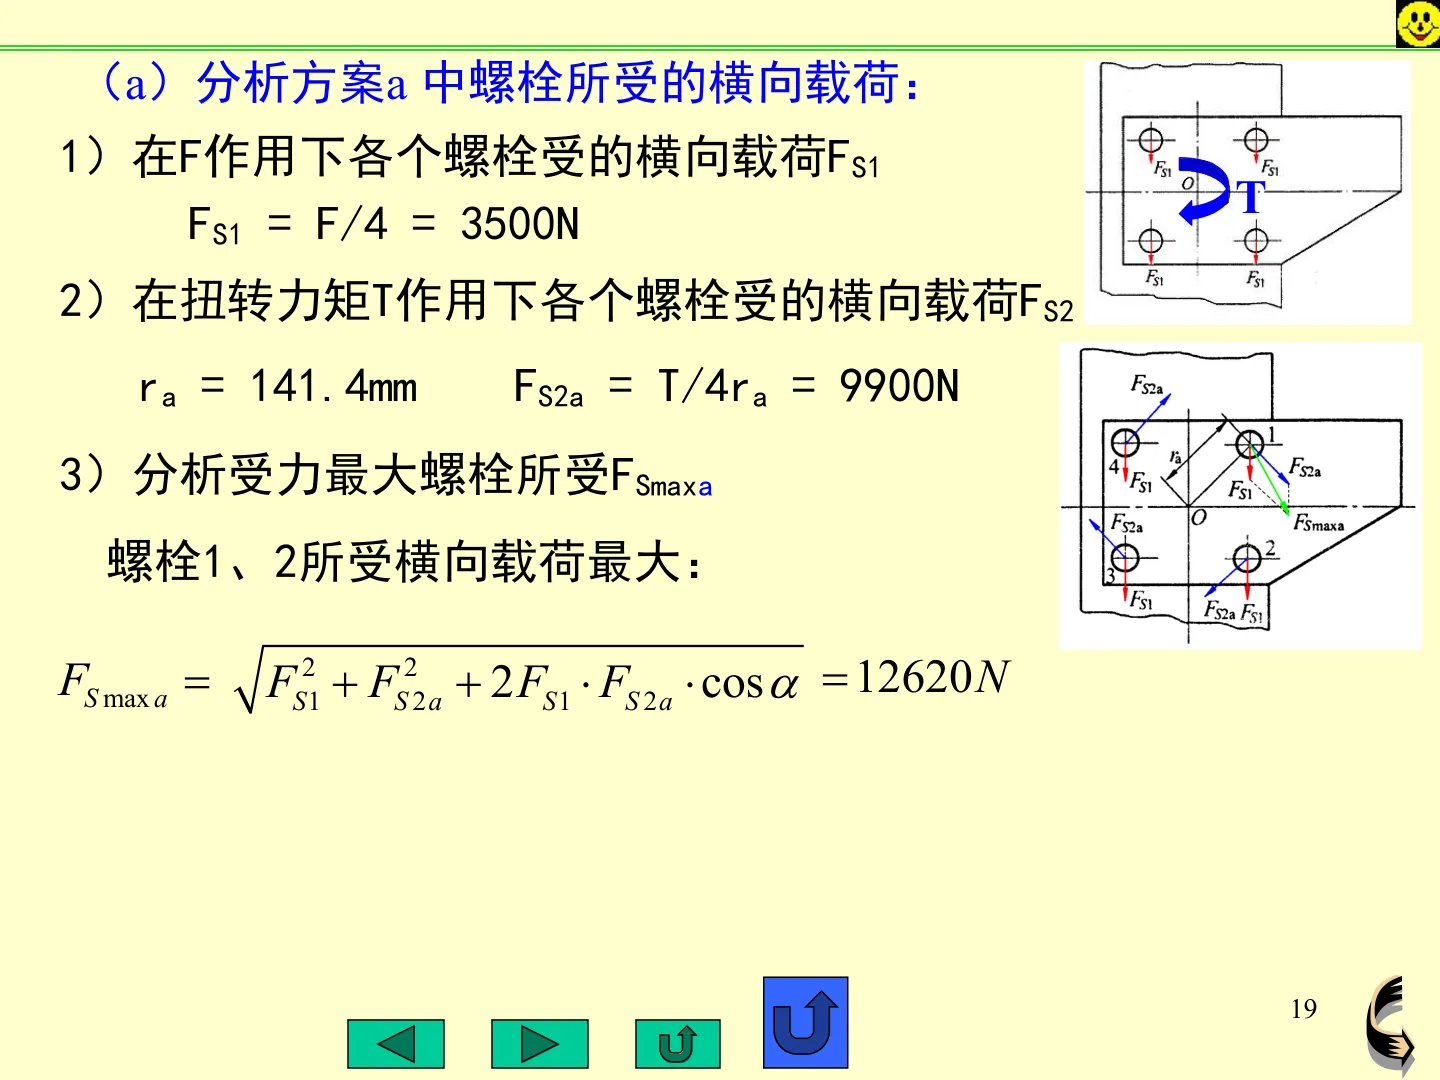 （a）分析方案a 中螺栓所受的横向载荷：
1）在F作用下各个螺栓受的横向载荷FS1
FS1 = F/4 = 3500N
2）在扭转力矩T作用下各个螺栓受的横向载荷FS2
ra = 141.4mm FS2a = T/4ra = 9900N
3）分析受力最大螺栓所受FSmaxa
螺栓1、2所受横向载荷最大：
FS max a = √(F²S1 + F²S2a + 2FS1 · FS2a · cosα) = 12620N
FS1 FS1
O T
FS1 FS1
FS2a
1
ra FS2a
4 FS1 FS1
FS2a O FSmaxa
2
3 FS1 FS2a FS1
19